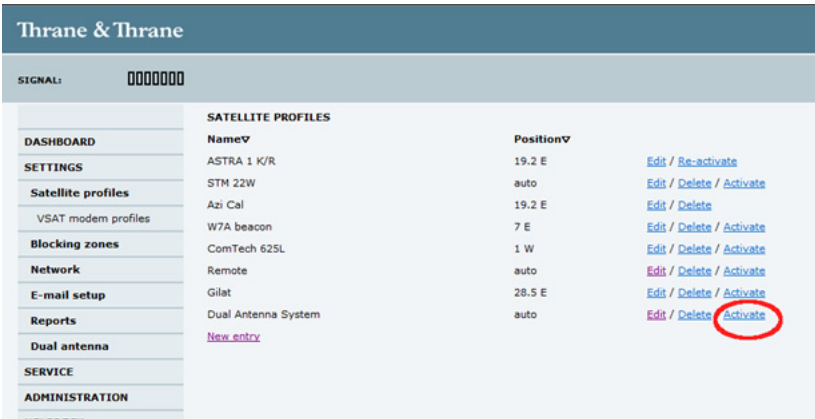 Thrane & Thrane
SIGNAL:
SATELLITE PROFILES
Name▽ Position▽
ASTRA 1 K/R 19.2 E Edit / Re-activate
STM 22W auto Edit / Delete / Activate
Azi Cal 19.2 E Edit / Delete
W7A beacon 7 E Edit / Delete / Activate
ComTech 625L 1 W Edit / Delete / Activate
Remote auto Edit / Delete / Activate
Gilat 28.5 E Edit / Delete / Activate
Dual Antenna System auto Edit / Delete / Activate
New entry
DASHBOARD
SETTINGS
Satellite profiles
VSAT modem profiles
Blocking zones
Network
E-mail setup
Reports
Dual antenna
SERVICE
ADMINISTRATION